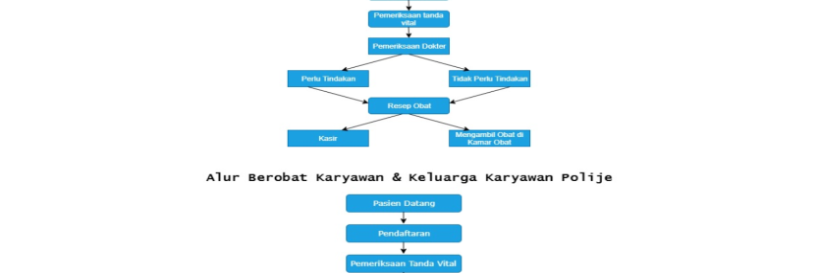 Pemeriksaan tanda
vital
Pemeriksaan Dokter
Perlu Tindakan
Tidak Perlu Tindakan
Resep Obat
Kasir
Mengambil Obat di
Kamar Obat
Alur Berobat Karyawan & Keluarga Karyawan Polije
Pasien Datang
Pendaftaran
Pemeriksaan Tanda Vital